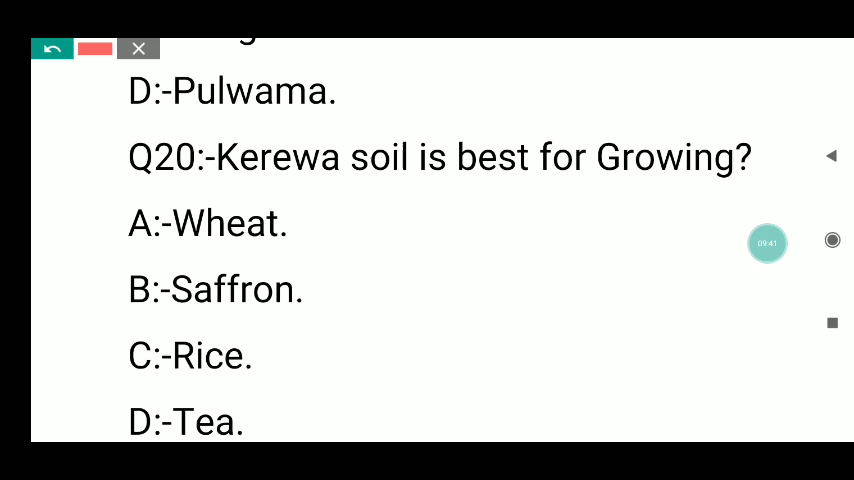 D:-Pulwama.
Q20:-Kerewa soil is best for Growing?
A:-Wheat.
09:41
B:-Saffron.
C:-Rice.
D:-Tea.